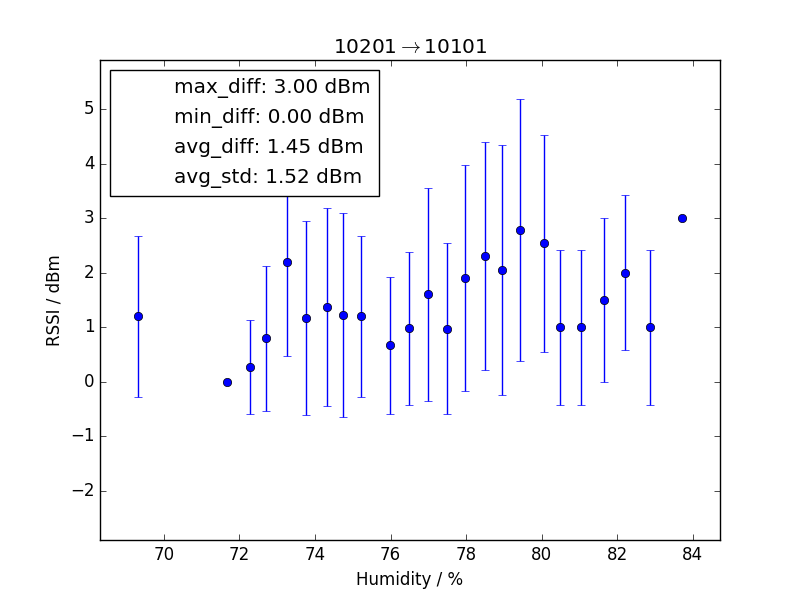 10201→10101
max_diff: 3.00 dBm
min_diff: 0.00 dBm
avg_diff: 1.45 dBm
avg_std: 1.52 dBm
5
4
3
2
1
0
−1
−2
RSSI / dBm
70 72 74 76 78 80 82 84
Humidity / %